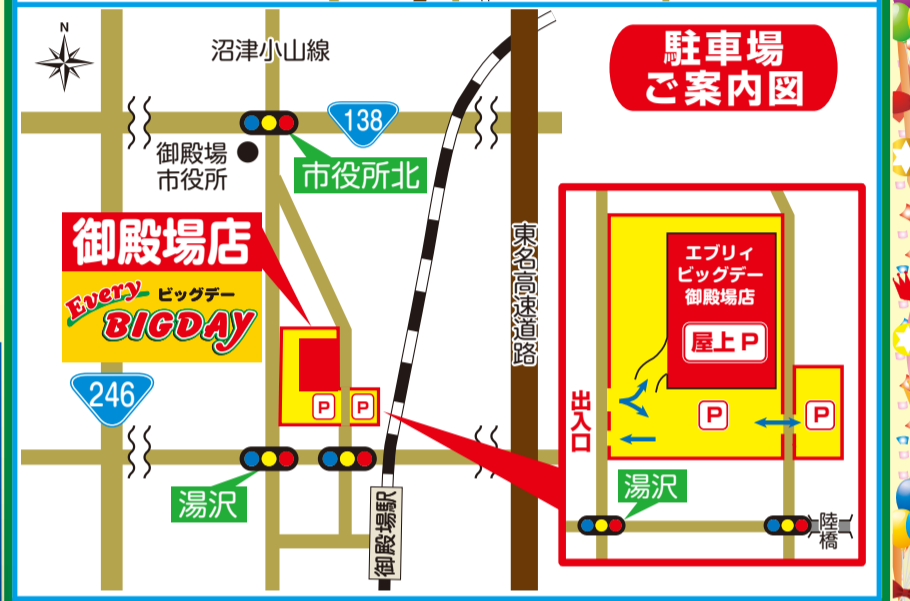 N
沼津小山線
駐車場
ご案内図
138
御殿場
市役所
市役所北
御殿場店
Every ビッグデー
BIGDAY
246
P
P
湯沢
御殿場駅
東名高速道路
エブリィ
ビッグデー
御殿場店
屋上P
出入口
P
P
湯沢
陸橋